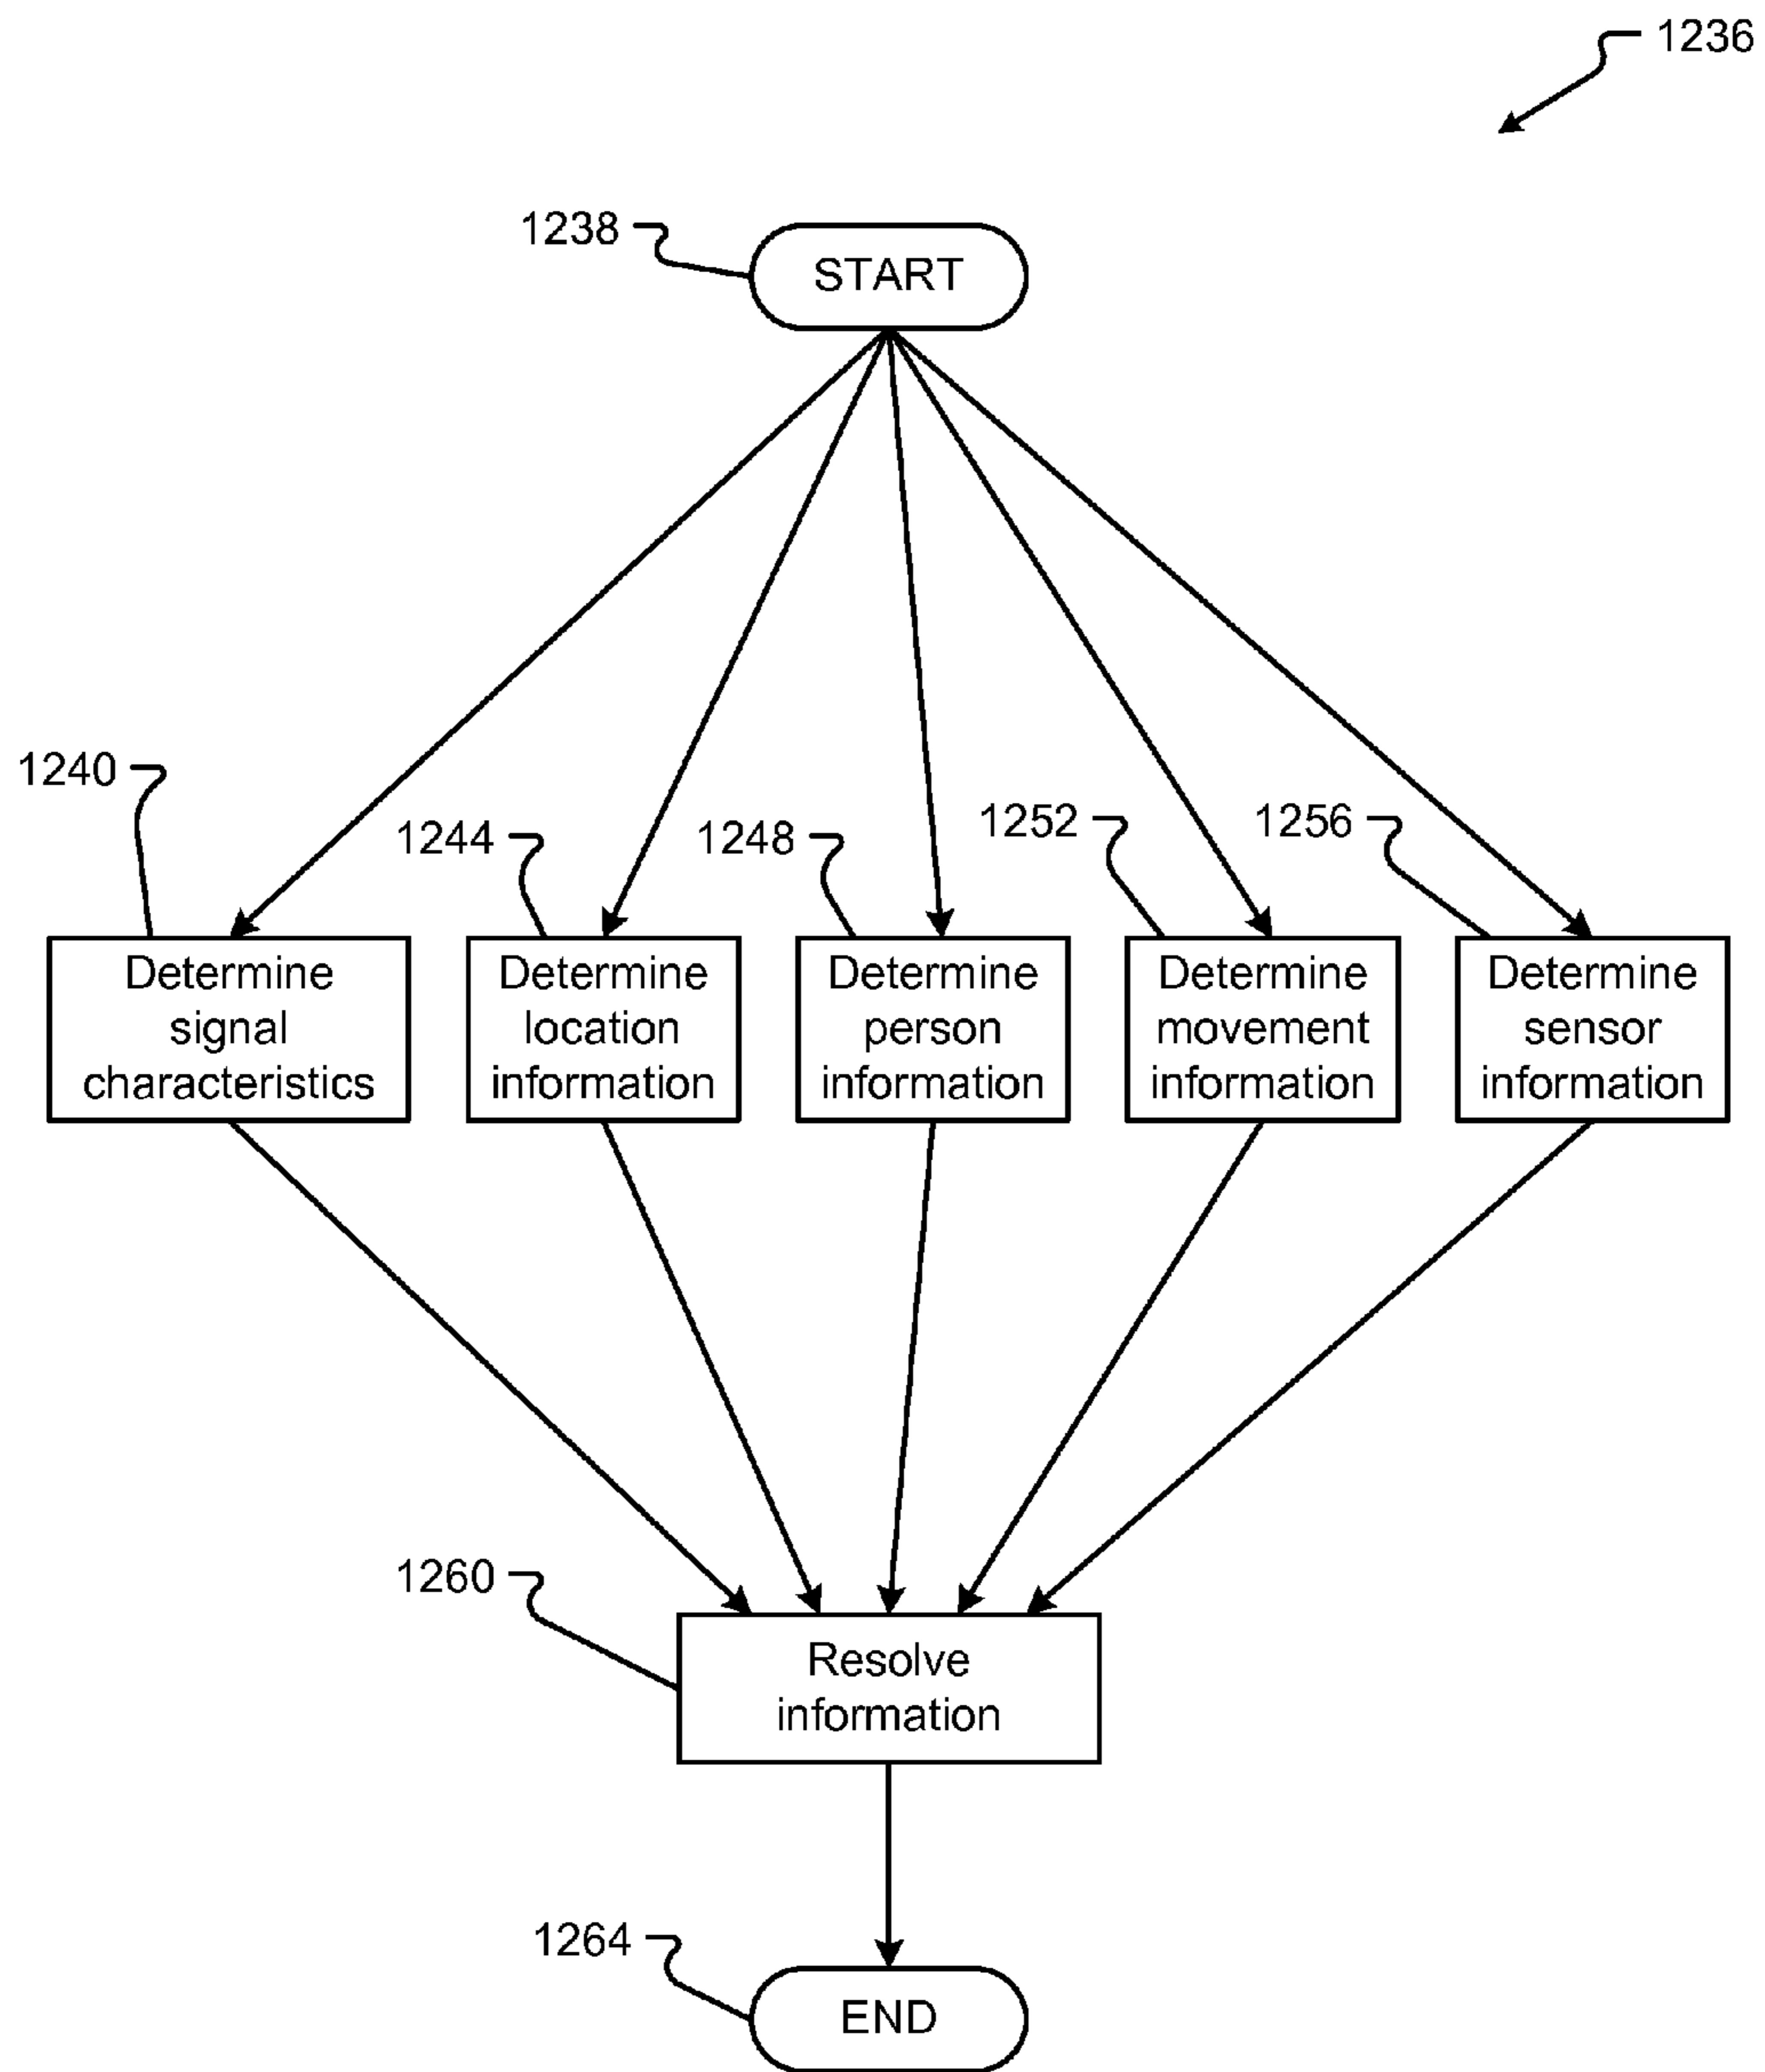 1236
1238
START
1240
1244
1248
1252
1256
Determine
signal
characteristics
Determine
location
information
Determine
person
information
Determine
movement
information
Determine
sensor
information
1260
Resolve
information
1264
END